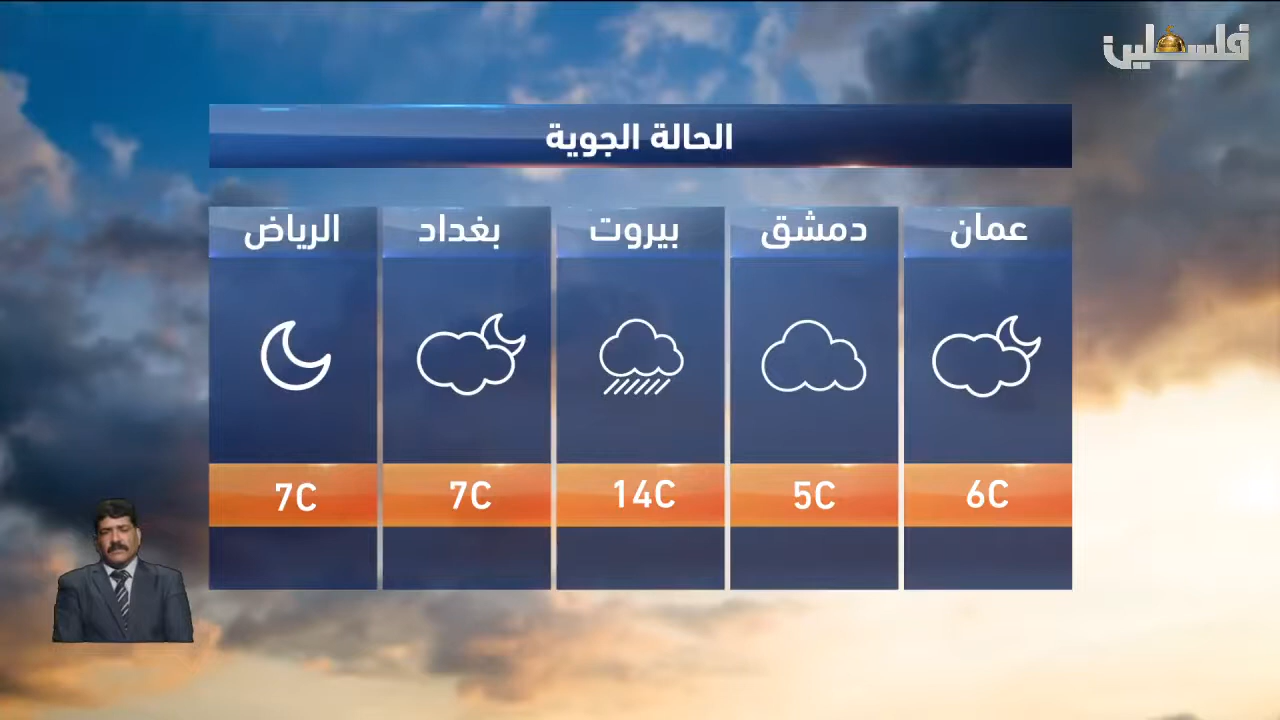 فلسطين
الحالة الجوية
عمان
دمشق
بيروت
بغداد
الرياض
6C
5C
14C
7C
7C